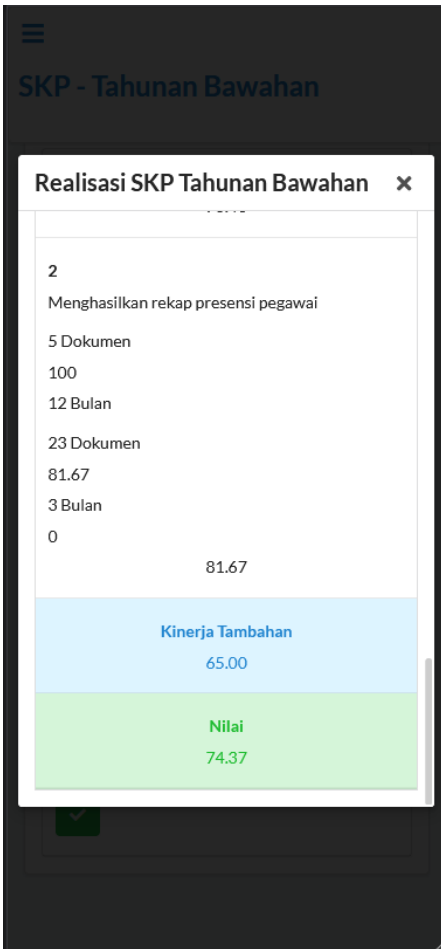 SKP - Tahunan Bawahan
Realisasi SKP Tahunan Bawahan
2
Menghasilkan rekap presensi pegawai
5 Dokumen
100
12 Bulan
23 Dokumen
81.67
3 Bulan
0
81.67
Kinerja Tambahan
65.00
Nilai
74.37